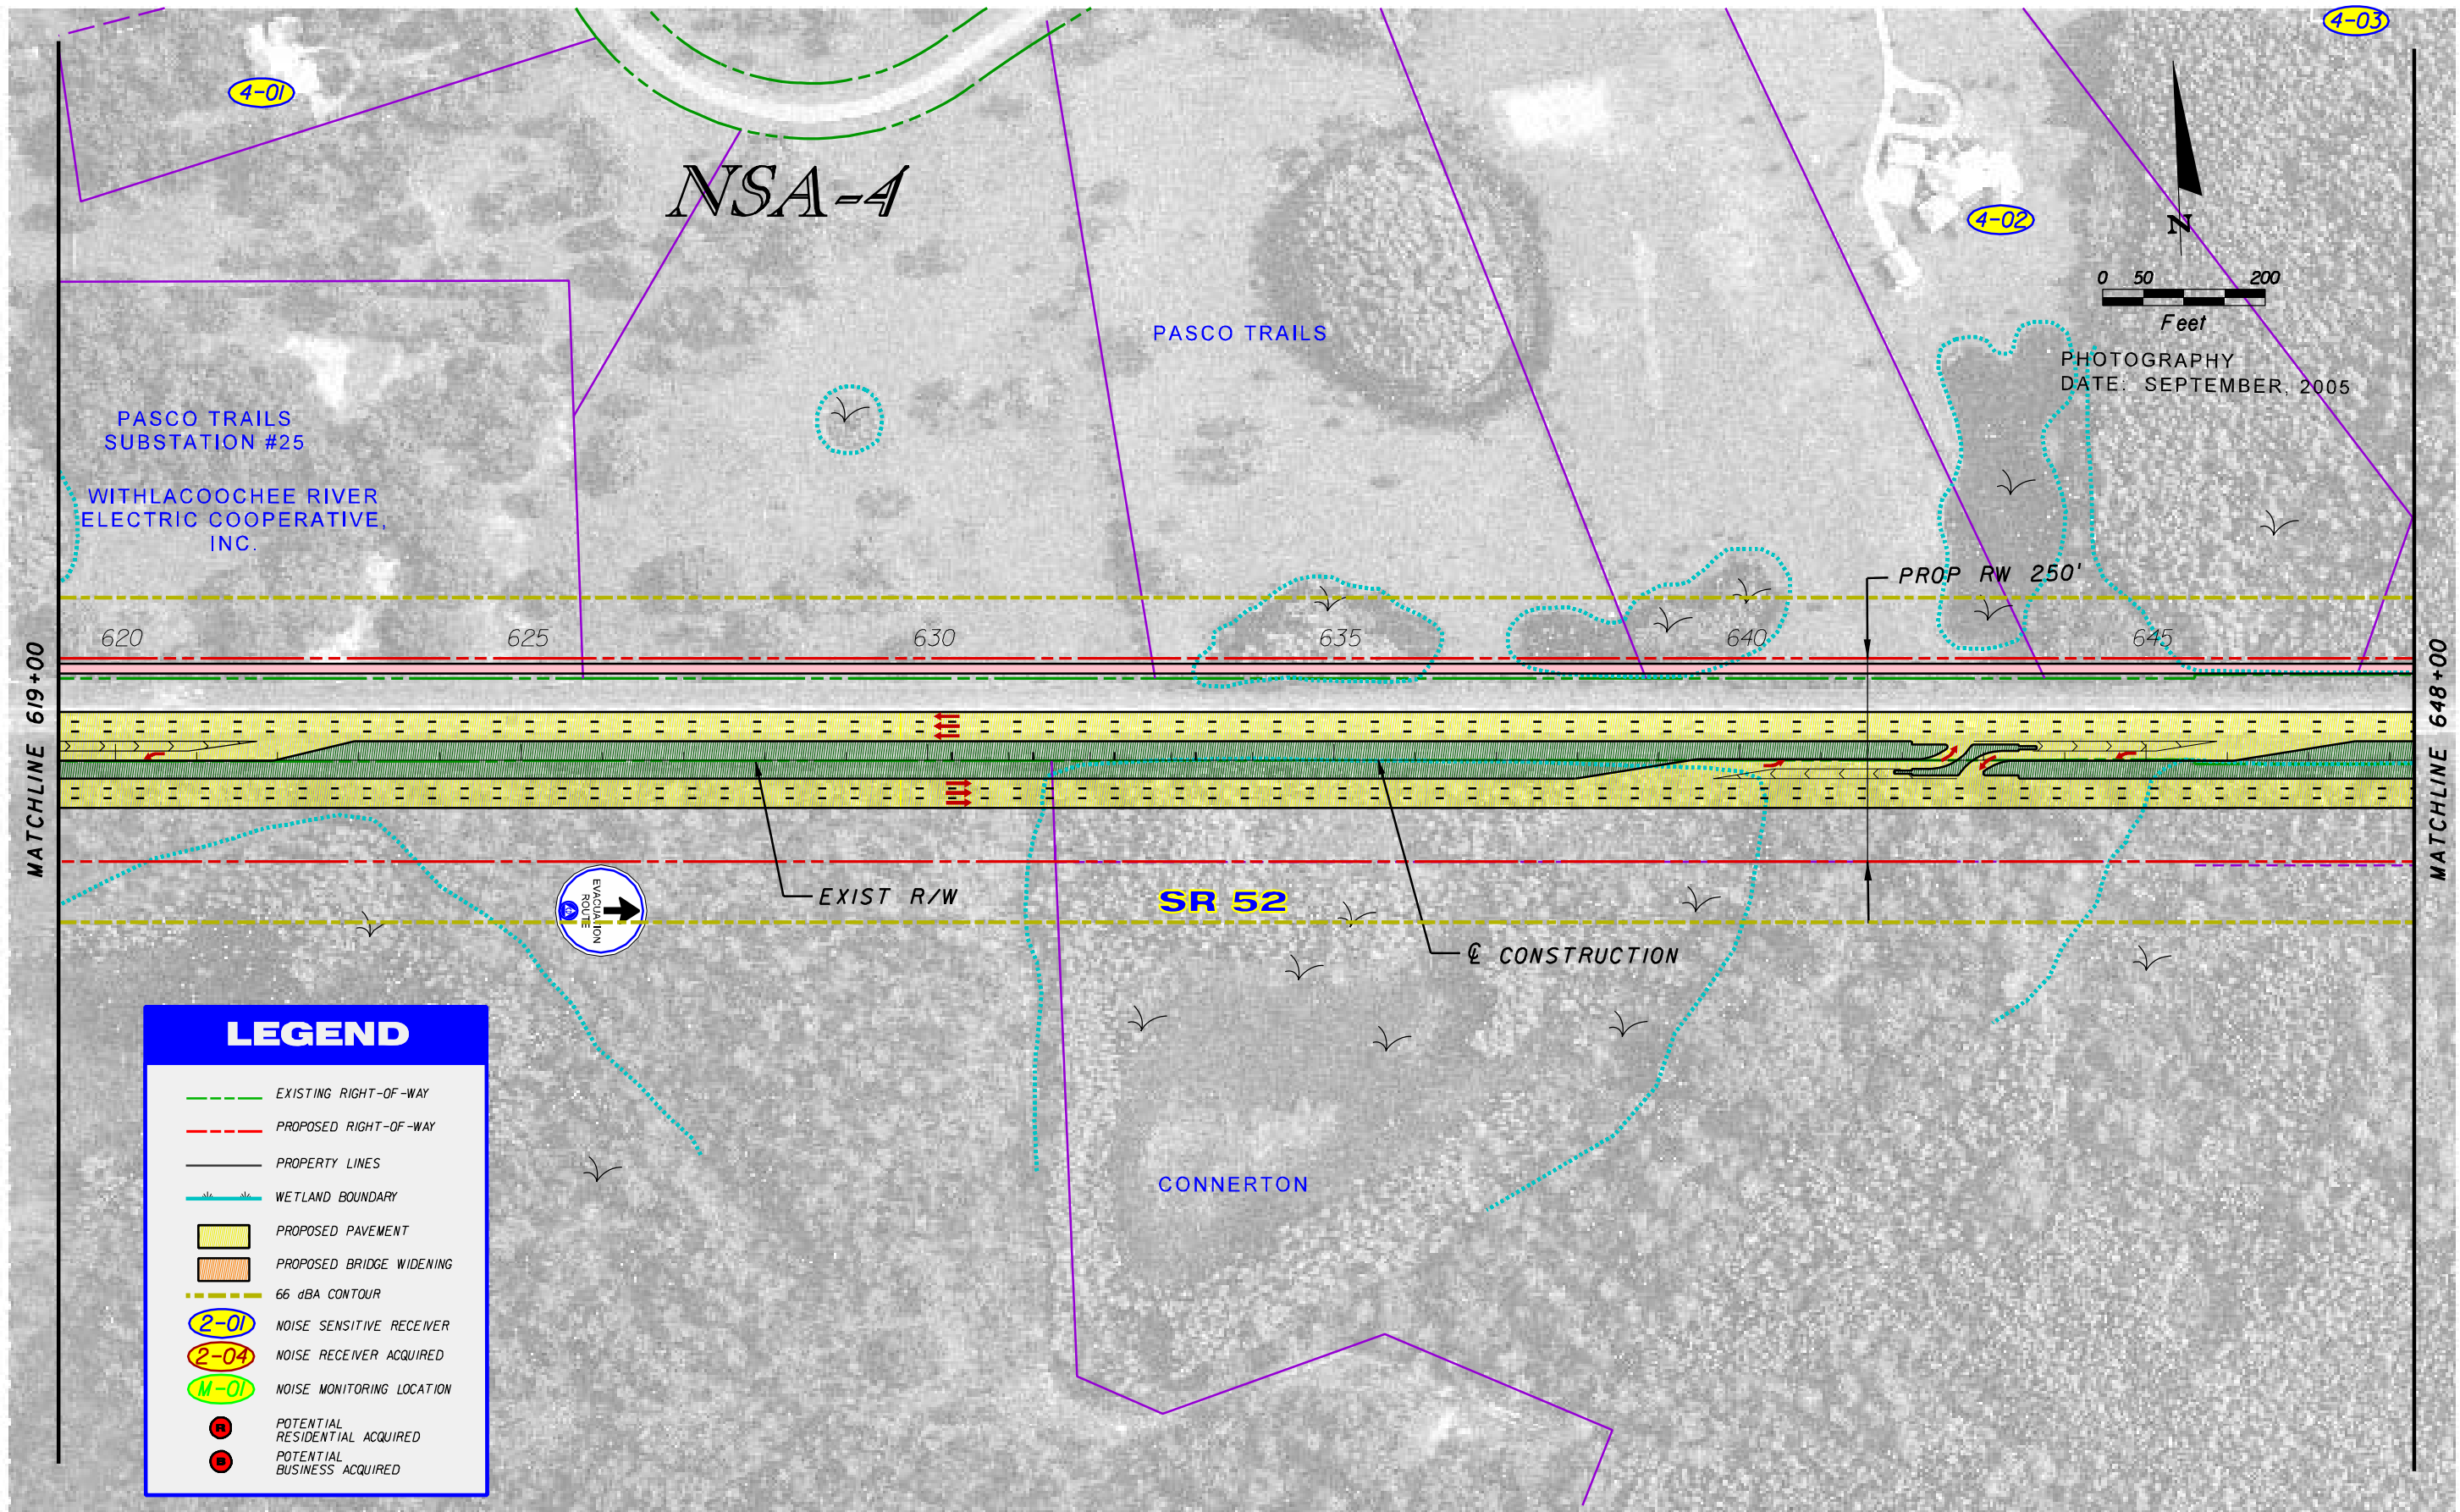 4-03
4-01
NSA-4
4-02
N
0 50 200
Feet
PASCO TRAILS
PHOTOGRAPHY
DATE: SEPTEMBER, 2005
PASCO TRAILS
SUBSTATION #25
WITHLACOOCHEE RIVER
ELECTRIC COOPERATIVE,
INC.
PROP RW 250'
620 625 630 635 640 645
MATCHLINE 619+00
MATCHLINE 648+00
EXIST R/W
EVACUATION
ROUTE
SR 52
℄ CONSTRUCTION
CONNERTON
LEGEND
EXISTING RIGHT-OF-WAY
PROPOSED RIGHT-OF-WAY
PROPERTY LINES
WETLAND BOUNDARY
PROPOSED PAVEMENT
PROPOSED BRIDGE WIDENING
66 dBA CONTOUR
2-01 NOISE SENSITIVE RECEIVER
2-04 NOISE RECEIVER ACQUIRED
M-01 NOISE MONITORING LOCATION
R POTENTIAL
RESIDENTIAL ACQUIRED
B POTENTIAL
BUSINESS ACQUIRED